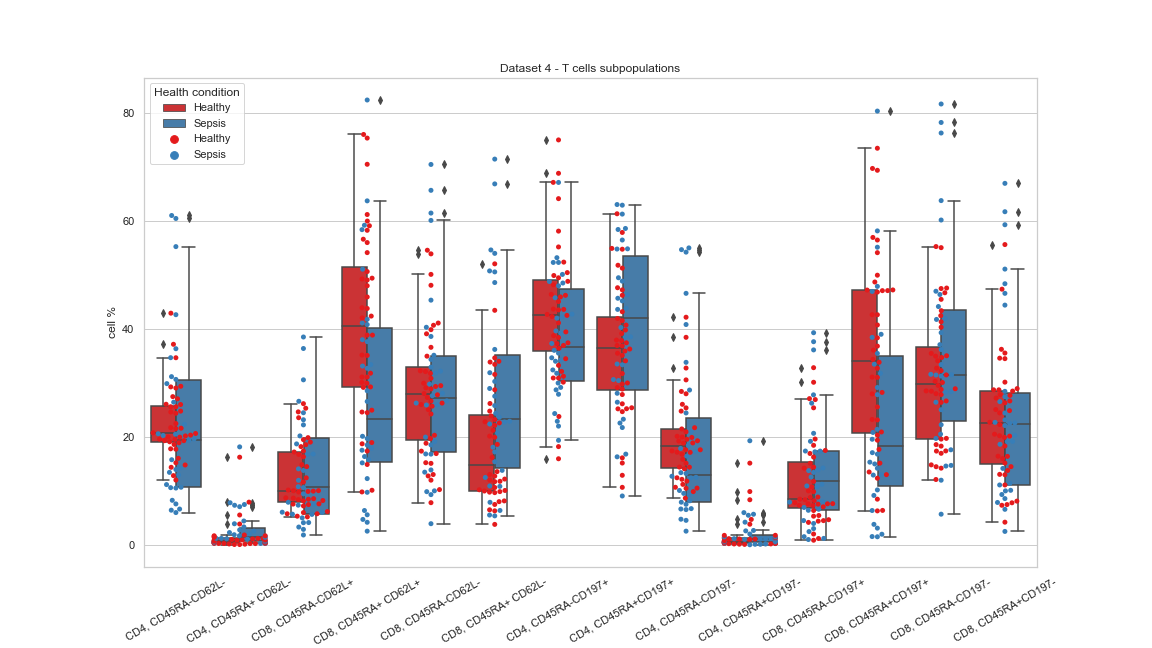 Dataset 4 - T cells subpopulations
Health condition
Healthy
Sepsis
Healthy
Sepsis
80
60
40
20
0
cell %
CD4, CD45RA-CD62L-
CD4, CD45RA+ CD62L-
CD8, CD45RA-CD62L+
CD8, CD45RA+ CD62L+
CD8, CD45RA-CD62L-
CD8, CD45RA+ CD62L-
CD4, CD45RA-CD197+
CD4, CD45RA+CD197+
CD4, CD45RA-CD197-
CD4, CD45RA+CD197-
CD8, CD45RA-CD197+
CD8, CD45RA+CD197+
CD8, CD45RA-CD197-
CD8, CD45RA+CD197-